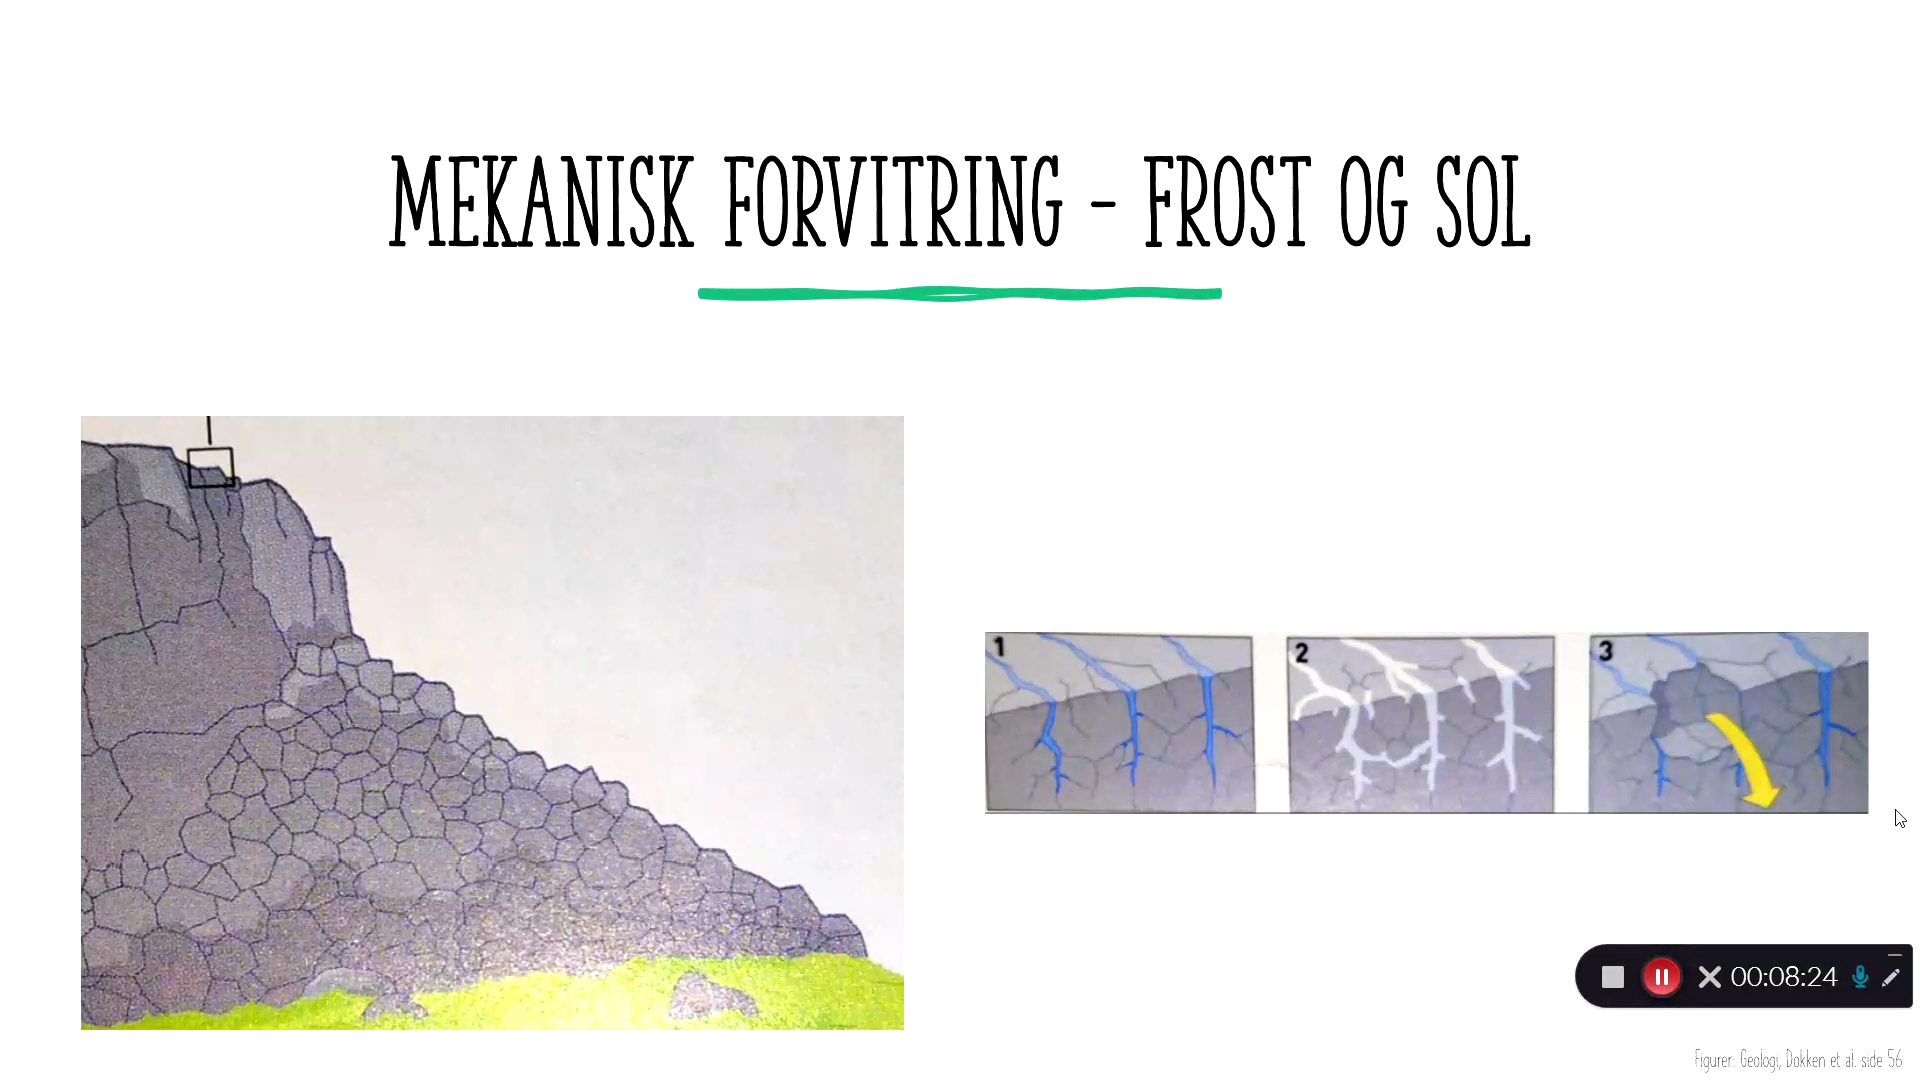 MEKANISK FORVITRING - FROST OG SOL
1
2
3
00:08:24
Figurer: Geologi, Dokken et al. side 56